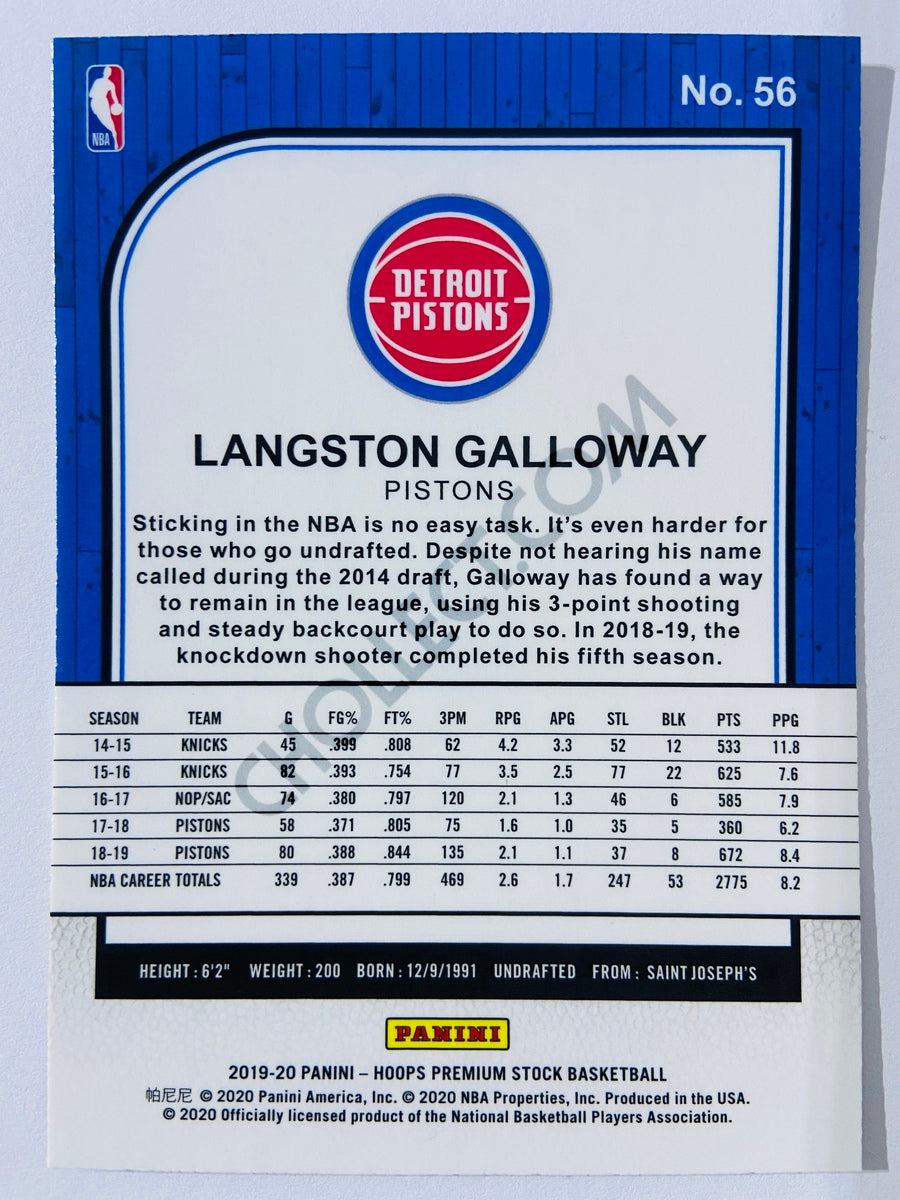 NBA
No. 56
DETROIT
PISTONS
LANGSTON GALLOWAY
PISTONS
Sticking in the NBA is no easy task. It's even harder for
those who go undrafted. Despite not hearing his name
called during the 2014 draft, Galloway has found a way
to remain in the league, using his 3-point shooting
and steady backcourt play to do so. In 2018-19, the
knockdown shooter completed his fifth season.
CHOLLECT.COM
SEASON TEAM G FG% FT% 3PM RPG APG STL BLK PTS PPG
14-15 KNICKS 45 .399 .808 62 4.2 3.3 52 12 533 11.8
15-16 KNICKS 82 .393 .754 77 3.5 2.5 77 22 625 7.6
16-17 NOP/SAC 74 .380 .797 120 2.1 1.3 46 6 585 7.9
17-18 PISTONS 58 .371 .805 75 1.6 1.0 35 5 360 6.2
18-19 PISTONS 80 .388 .844 135 2.1 1.1 37 8 672 8.4
NBA CAREER TOTALS 339 .387 .799 469 2.6 1.7 247 53 2775 8.2
HEIGHT: 6'2" WEIGHT: 200 BORN: 12/9/1991 UNDRAFTED FROM: SAINT JOSEPH'S
PANINI
2019-20 PANINI – HOOPS PREMIUM STOCK BASKETBALL
帕尼尼 © 2020 Panini America, Inc. © 2020 NBA Properties, Inc. Produced in the USA.
© 2020 Officially licensed product of the National Basketball Players Association.